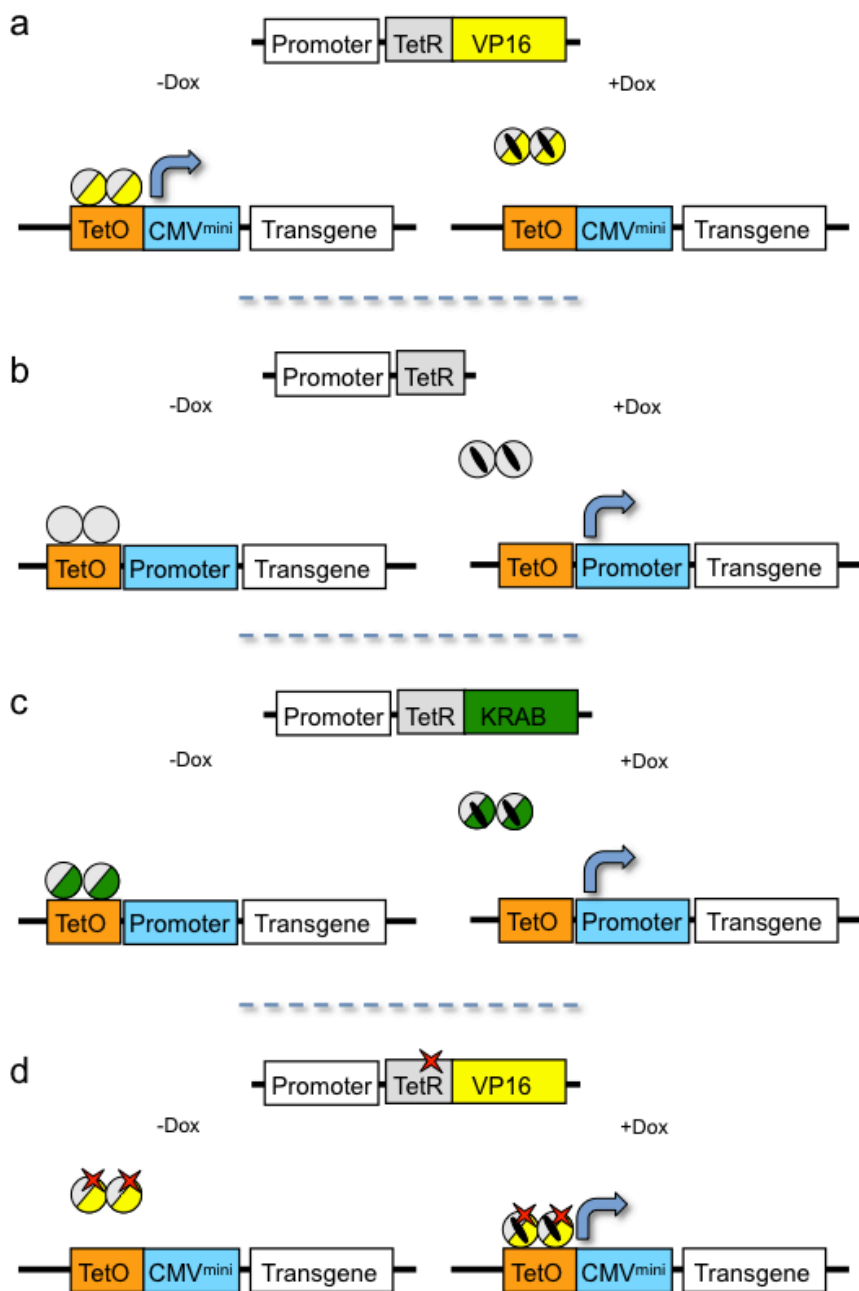 a
Promoter TetR VP16
-Dox +Dox
TetO CMVmini Transgene TetO CMVmini Transgene
b
Promoter TetR
-Dox +Dox
TetO Promoter Transgene TetO Promoter Transgene
c
Promoter TetR KRAB
-Dox +Dox
TetO Promoter Transgene TetO Promoter Transgene
d
Promoter TetR VP16
-Dox +Dox
TetO CMVmini Transgene TetO CMVmini Transgene